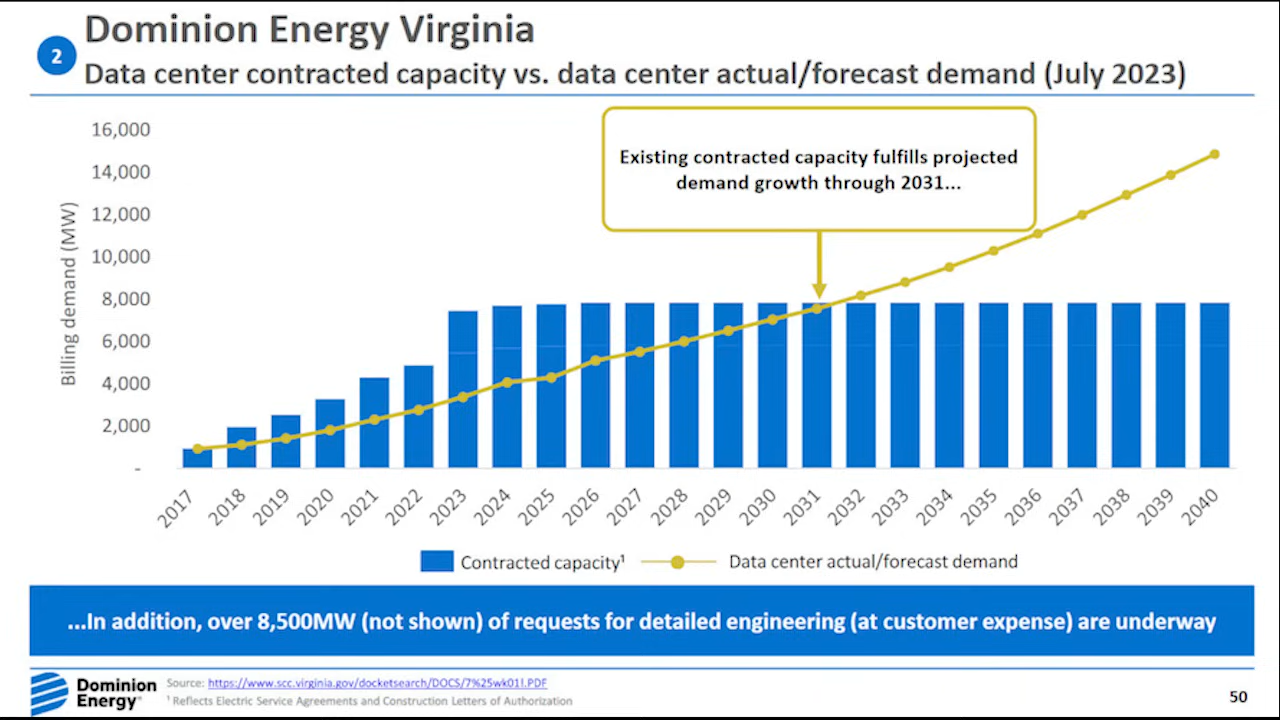 Dominion Energy Virginia
2
Data center contracted capacity vs. data center actual/forecast demand (July 2023)
Existing contracted capacity fulfills projected
demand growth through 2031...
Billing demand (MW)
16,000
14,000
12,000
10,000
8,000
6,000
4,000
2,000
-
2017 2018 2019 2020 2021 2022 2023 2024 2025 2026 2027 2028 2029 2030 2031 2032 2033 2034 2035 2036 2037 2038 2039 2040
Contracted capacity¹ Data center actual/forecast demand
...In addition, over 8,500MW (not shown) of requests for detailed engineering (at customer expense) are underway
Dominion
Energy®
Source: https://www.scc.virginia.gov/docketsearch/DOCS/7%25wk01!.PDF
¹ Reflects Electric Service Agreements and Construction Letters of Authorization
50